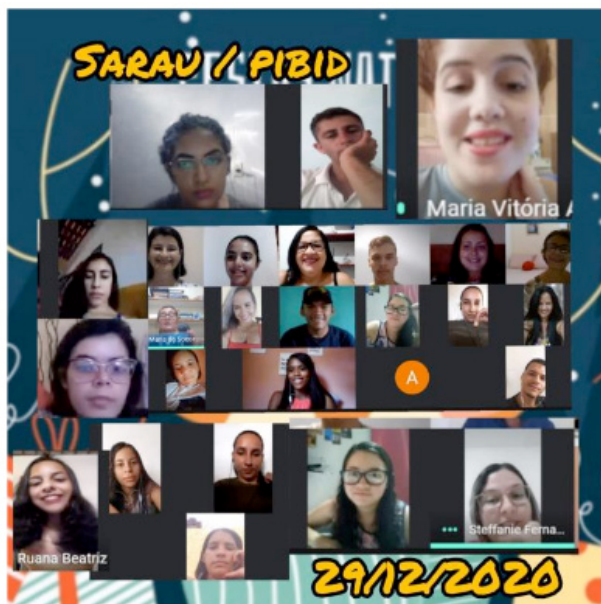 SARAU / PIBID
Maria Vitória A
A
Ruana Beatriz
Steffanie Ferna...
29/12/2020